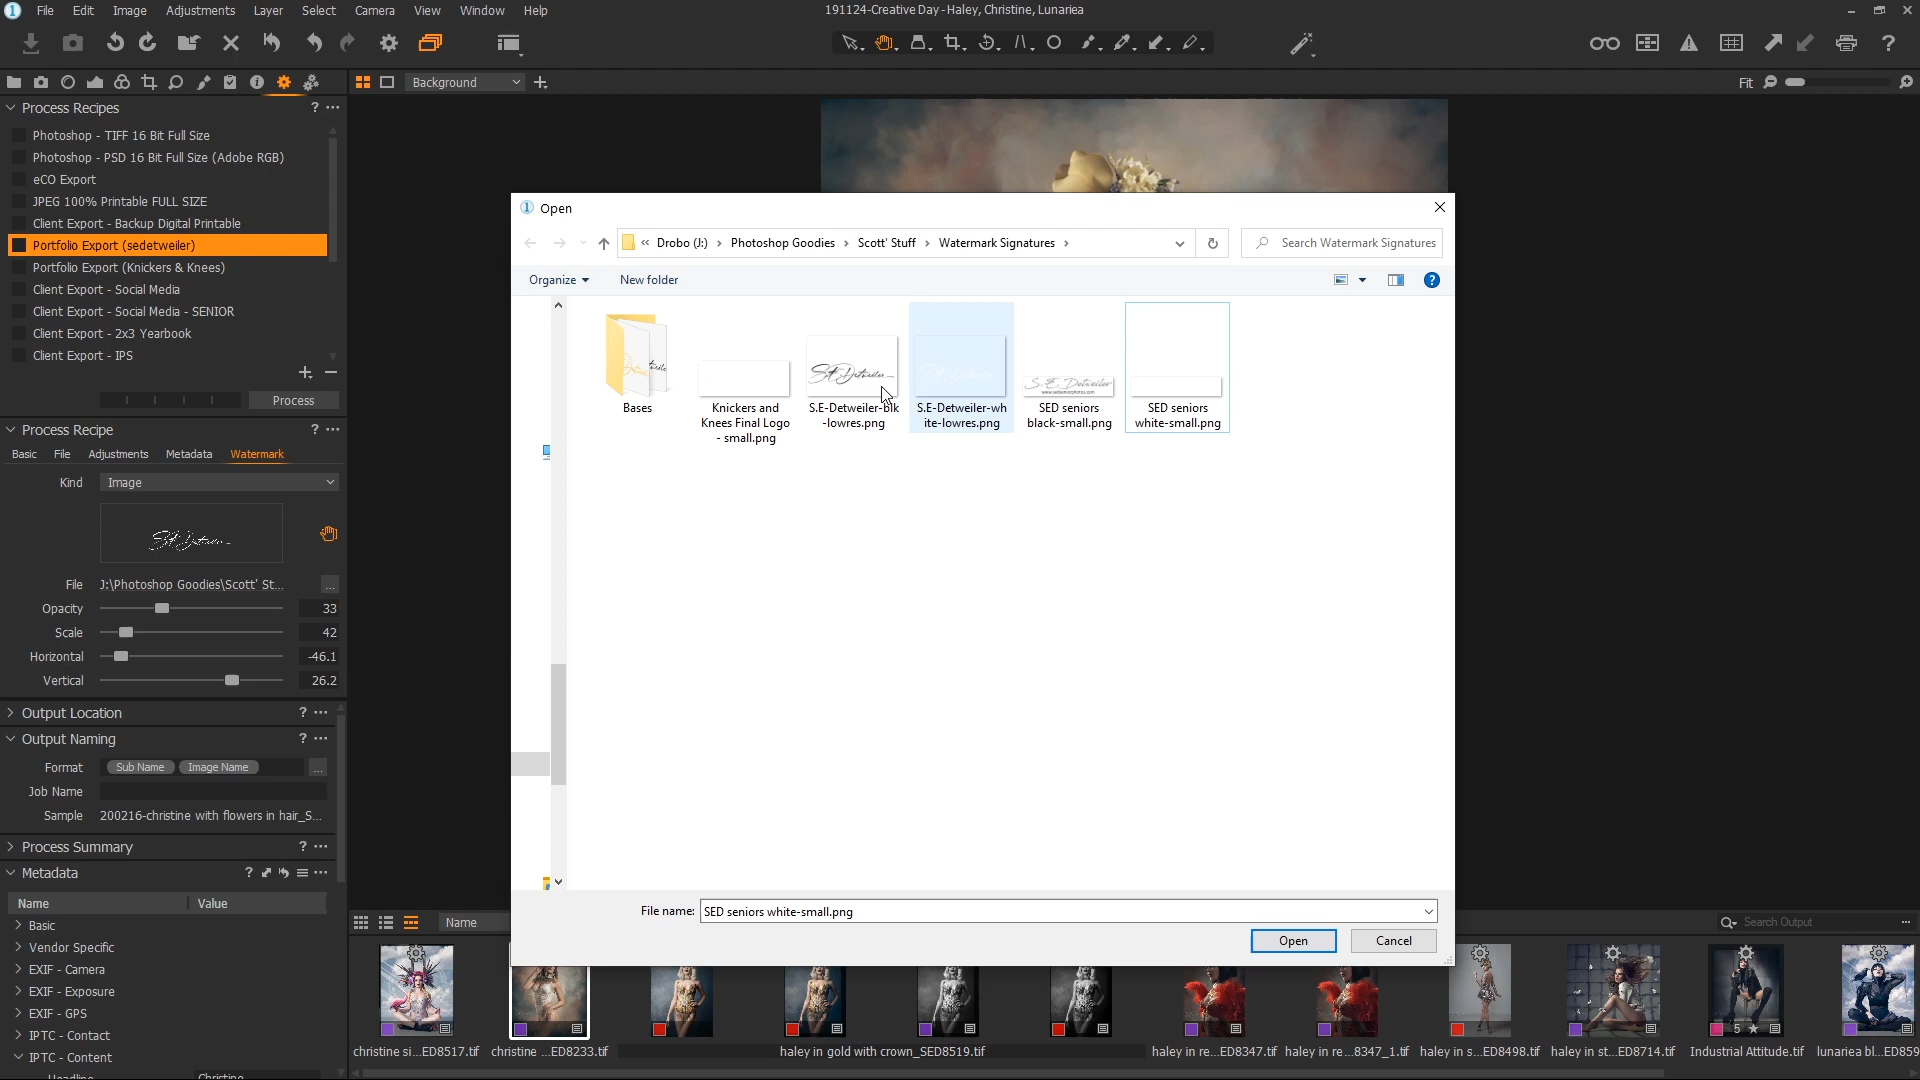 File Edit Image Adjustments Layer Select Camera View Window Help
191124-Creative Day - Haley, Christine, Lunariea
Background
Fit
Process Recipes
Photoshop - TIFF 16 Bit Full Size
Photoshop - PSD 16 Bit Full Size (Adobe RGB)
eCO Export
JPEG 100% Printable FULL SIZE
Client Export - Backup Digital Printable
Portfolio Export (sedetweiler)
Portfolio Export (Knickers & Knees)
Client Export - Social Media
Client Export - Social Media - SENIOR
Client Export - 2x3 Yearbook
Client Export - IPS
Process
Process Recipe
Basic File Adjustments Metadata Watermark
Kind Image
File J:\Photoshop Goodies\Scott' St...
Opacity 33
Scale 42
Horizontal -46.1
Vertical 26.2
Output Location
Output Naming
Format Sub Name Image Name ...
Job Name
Sample 200216-christine with flowers in hair_S...
Process Summary
Metadata
Name Value
Basic
Vendor Specific
EXIF - Camera
EXIF - Exposure
EXIF - GPS
IPTC - Contact
IPTC - Content
Open
« Drobo (J:) › Photoshop Goodies › Scott' Stuff › Watermark Signatures ›
Search Watermark Signatures
Organize New folder
Bases
Knickers and
Knees Final Logo
- small.png
S.E-Detweiler-blk
-lowres.png
S.E-Detweiler-wh
ite-lowres.png
S.E. Detweiler
www.sedseniorphotos.com
SED seniors
black-small.png
SED seniors
white-small.png
File name: SED seniors white-small.png
Open Cancel
Name
Search Output
5
christine si...ED8517.tif
christine ...ED8233.tif
haley in gold with crown_SED8519.tif
haley in re...ED8347.tif
haley in re...8347_1.tif
haley in s...ED8498.tif
haley in st...ED8714.tif
Industrial Attitude.tif
lunariea bl...ED859